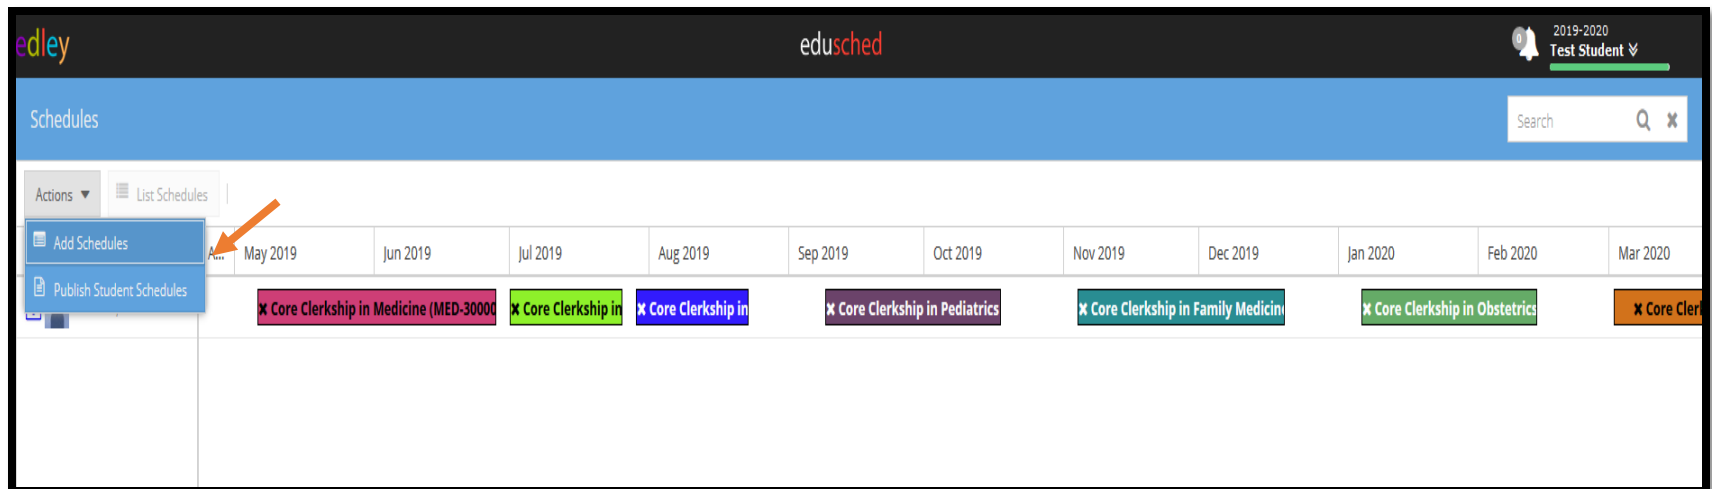 edley
edusched
0
2019-2020
Test Student
Schedules
Search
Actions
List Schedules
Add Schedules
Publish Student Schedules
A...
May 2019
Jun 2019
Jul 2019
Aug 2019
Sep 2019
Oct 2019
Nov 2019
Dec 2019
Jan 2020
Feb 2020
Mar 2020
Core Clerkship in Medicine (MED-30000
Core Clerkship in
Core Clerkship in
Core Clerkship in Pediatrics
Core Clerkship in Family Medicin
Core Clerkship in Obstetrics
Core Cler